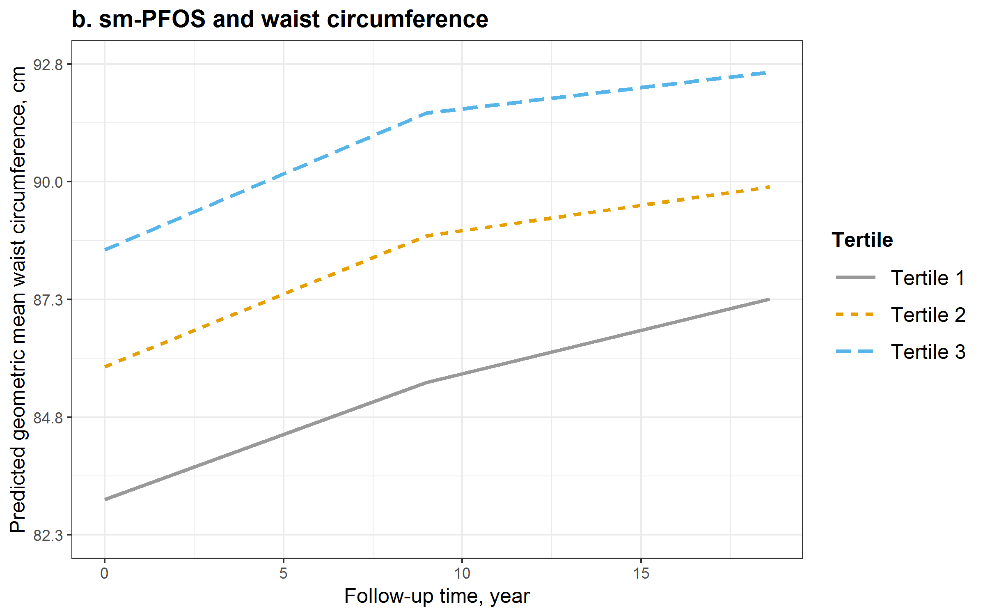 b. sm-PFOS and waist circumference
Predicted geometric mean waist circumference, cm
92.8
90.0
87.3
84.8
82.3
0 5 10 15
Follow-up time, year
Tertile
Tertile 1
Tertile 2
Tertile 3